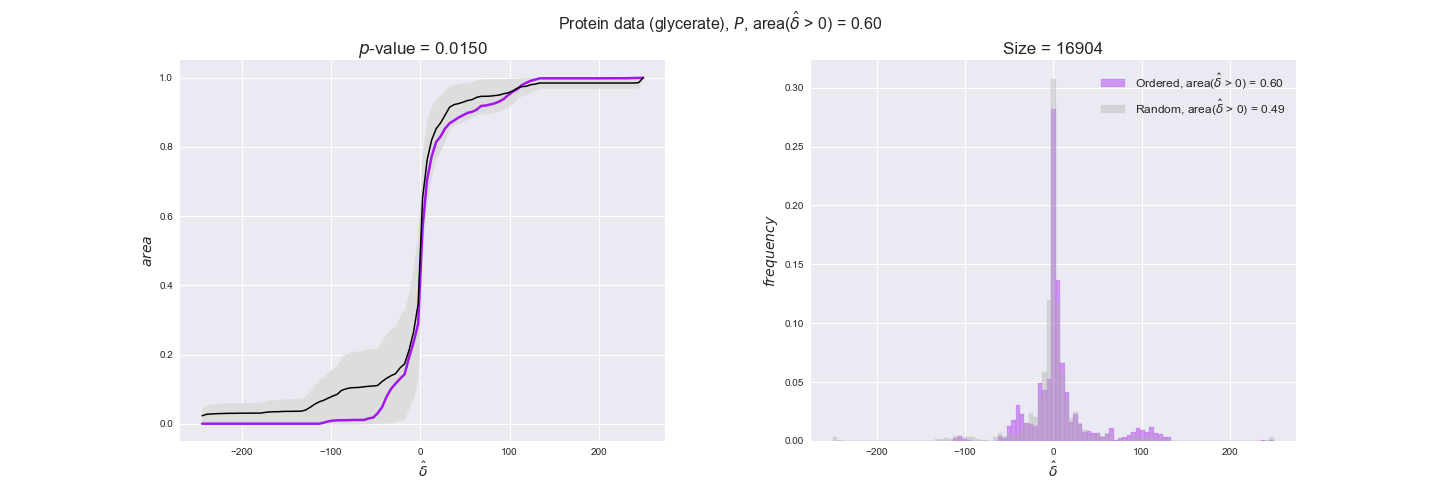 Protein data (glycerate), P, area(δ̂ > 0) = 0.60
p-value = 0.0150
1.0
0.8
0.6
0.4
0.2
0.0
area
−200
−100
0
100
200
δ̂
Size = 16904
Ordered, area(δ̂ > 0) = 0.60
Random, area(δ̂ > 0) = 0.49
0.30
0.25
0.20
0.15
0.10
0.05
0.00
frequency
−200
−100
0
100
200
δ̂